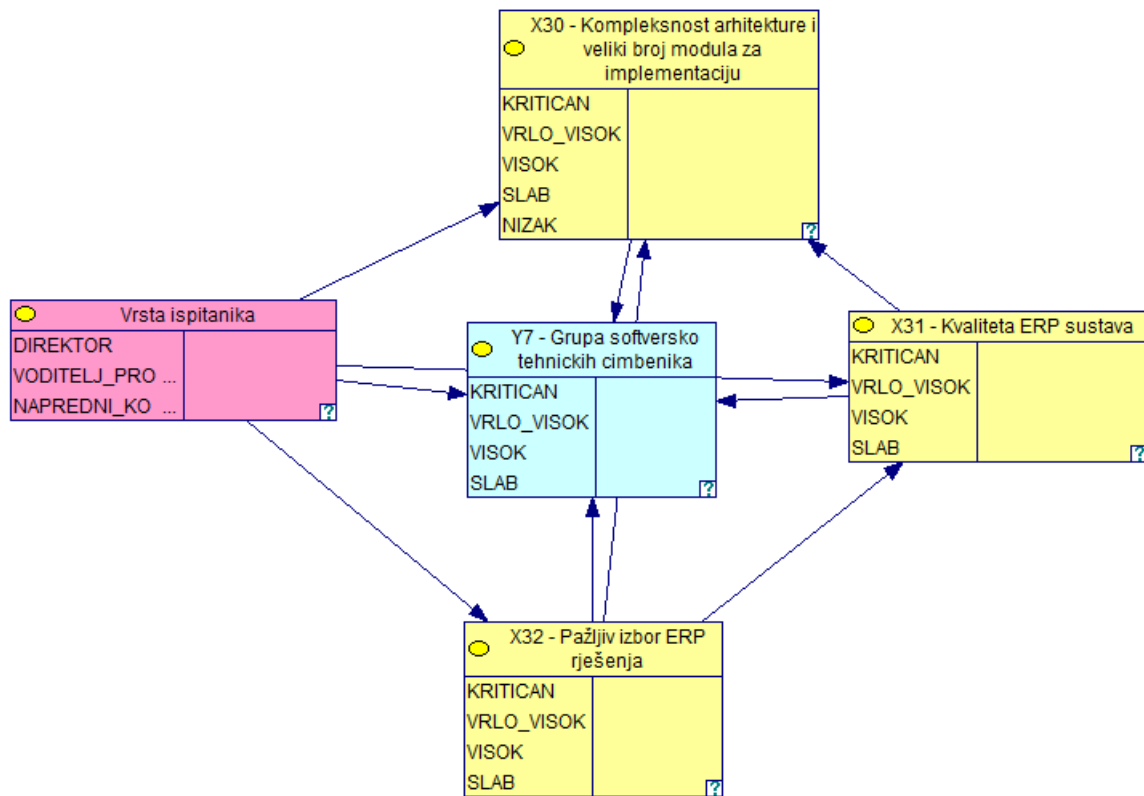 X30 - Kompleksnost arhitekture i
veliki broj modula za
implementaciju
KRITICAN
VRLO_VISOK
VISOK
SLAB
NIZAK
?
Vrsta ispitanika
DIREKTOR
VODITELJ_PRO ...
NAPREDNI_KO ...
?
Y7 - Grupa softversko
tehnickih cimbenika
KRITICAN
VRLO_VISOK
VISOK
SLAB
?
X31 - Kvaliteta ERP sustava
KRITICAN
VRLO_VISOK
VISOK
SLAB
?
X32 - Pažljiv izbor ERP
rješenja
KRITICAN
VRLO_VISOK
VISOK
SLAB
?